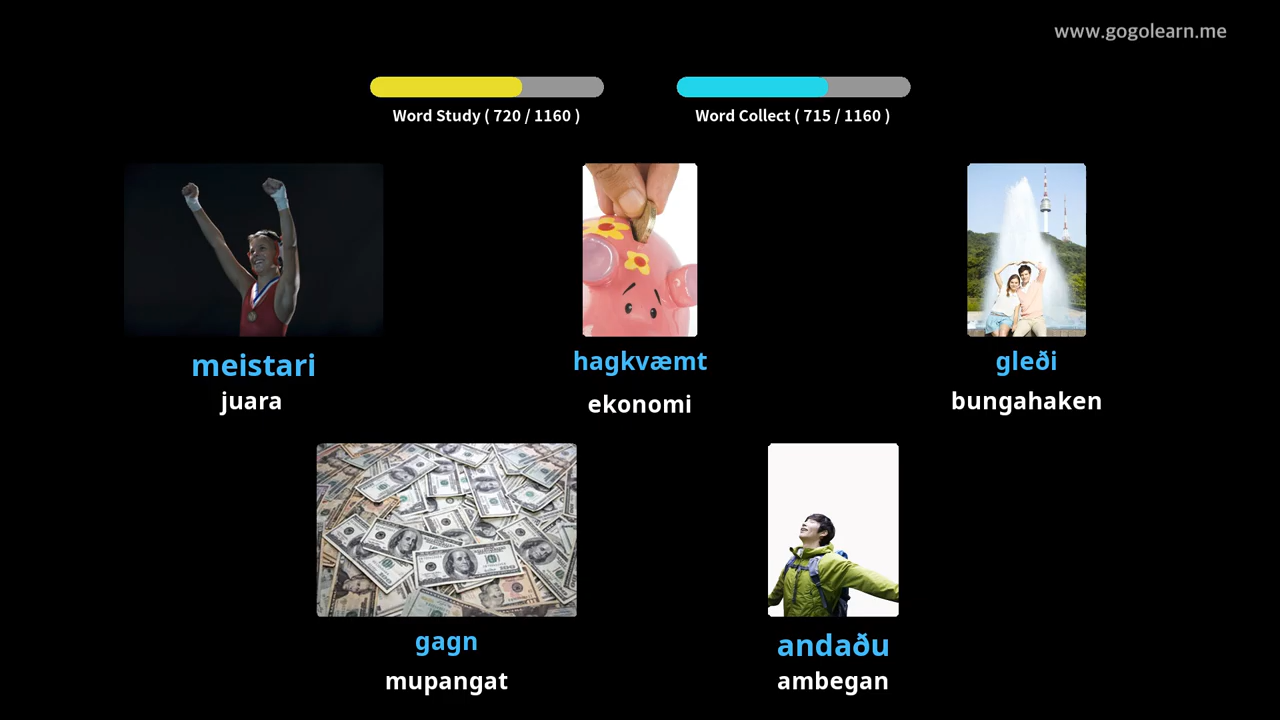 www.gogolearn.me
Word Study ( 720 / 1160 )
Word Collect ( 715 / 1160 )
meistari
juara
hagkvæmt
ekonomi
gleði
bungahaken
gagn
mupangat
andaðu
ambegan